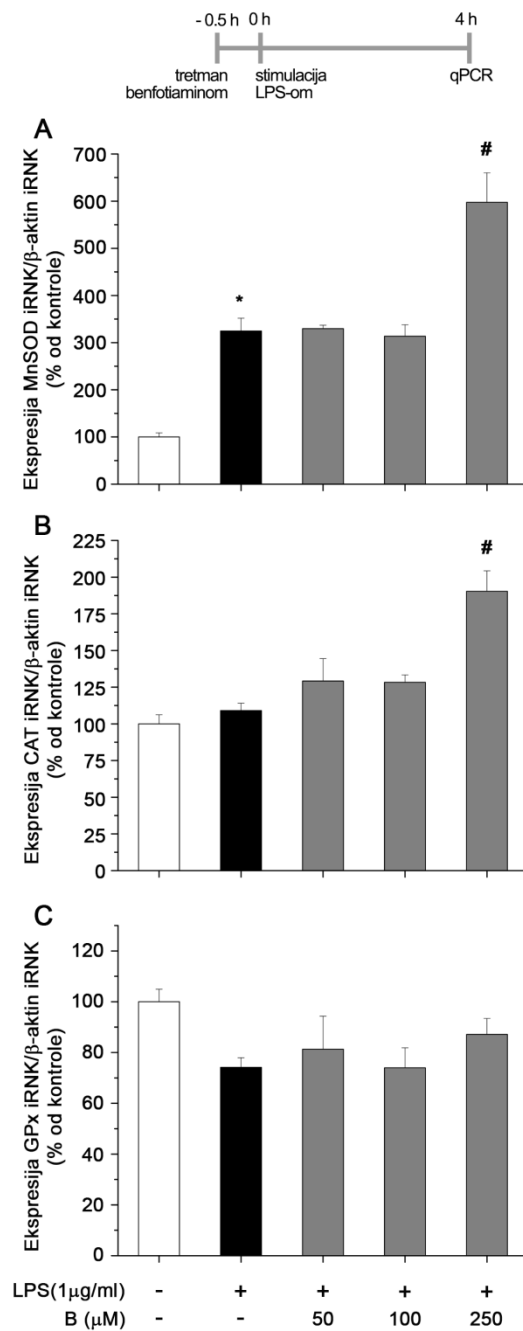 - 0.5 h 0 h 4 h
tretman benfotiaminom
stimulacija LPS-om
qPCR
A
Ekspresija MnSOD iRNK/β-aktin iRNK
(% od kontrole)
700
600
500
400
300
200
100
0
*
#
B
Ekspresija CAT iRNK/β-aktin iRNK
(% od kontrole)
225
200
175
150
125
100
75
50
25
0
#
C
Ekspresija GPx iRNK/β-aktin iRNK
(% od kontrole)
120
100
80
60
40
20
0
LPS(1μg/ml) - + + + +
B (μM) - - 50 100 250